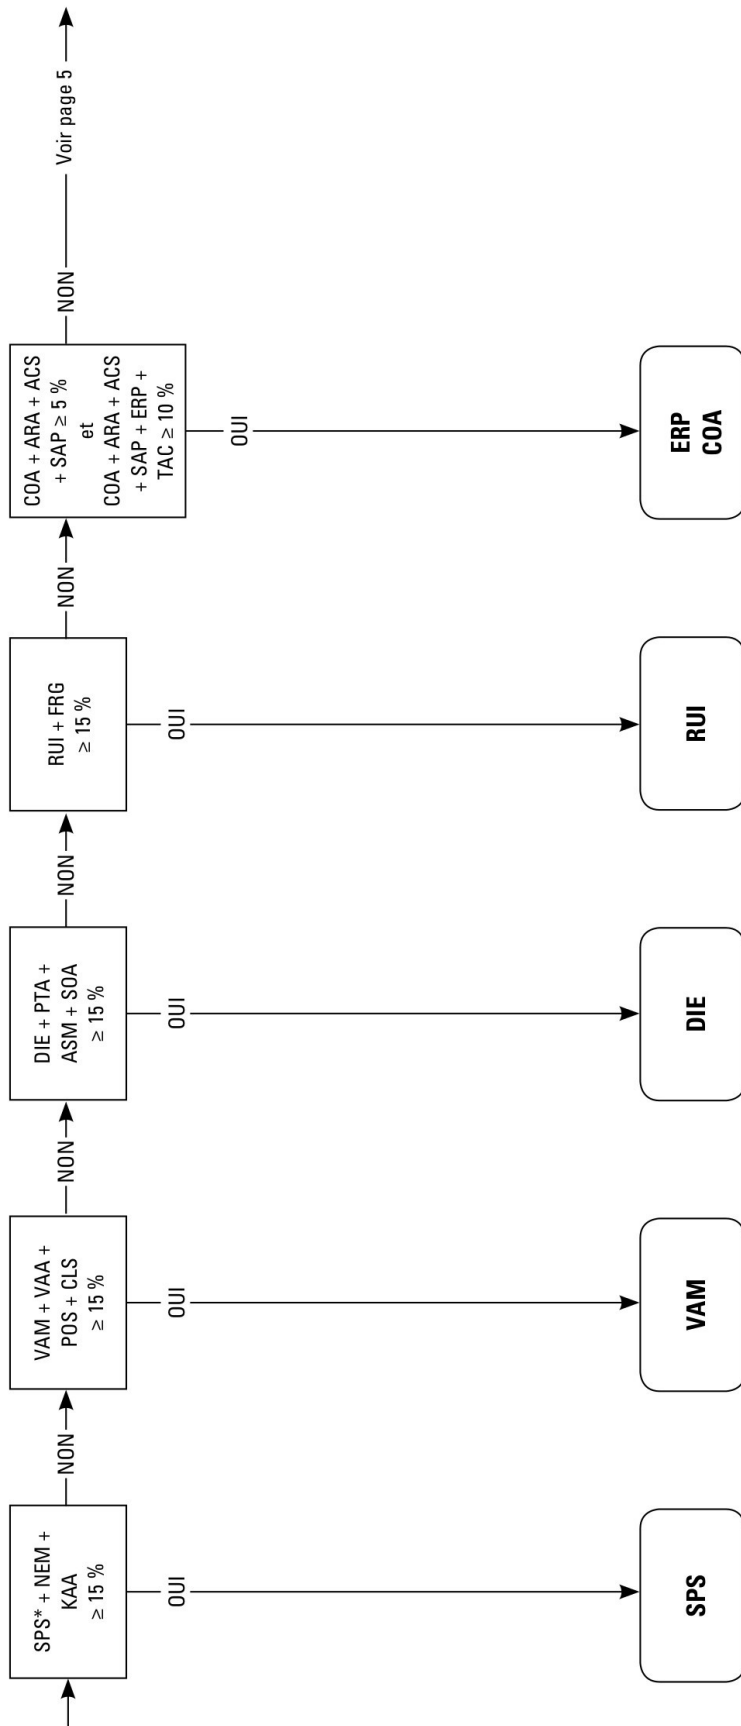 SPS* + NEM +
KAA
≥ 15 %
NON
OUI
SPS
VAM + VAA +
POS + CLS
≥ 15 %
NON
OUI
VAM
DIE + PTA +
ASM + SOA
≥ 15 %
NON
OUI
DIE
RUI + FRG
≥ 15 %
NON
OUI
RUI
COA + ARA + ACS
+ SAP ≥ 5 %
et
COA + ARA + ACS
+ SAP + ERP +
TAC ≥ 10 %
NON
Voir page 5
OUI
ERP
COA